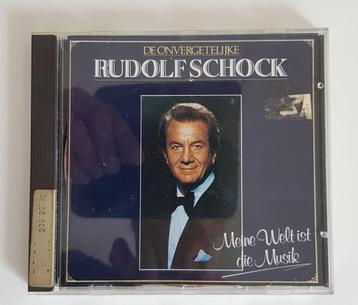 DE ONVERGETELIJKE
RUDOLF SCHOCK
Meine Welt ist
die Musik